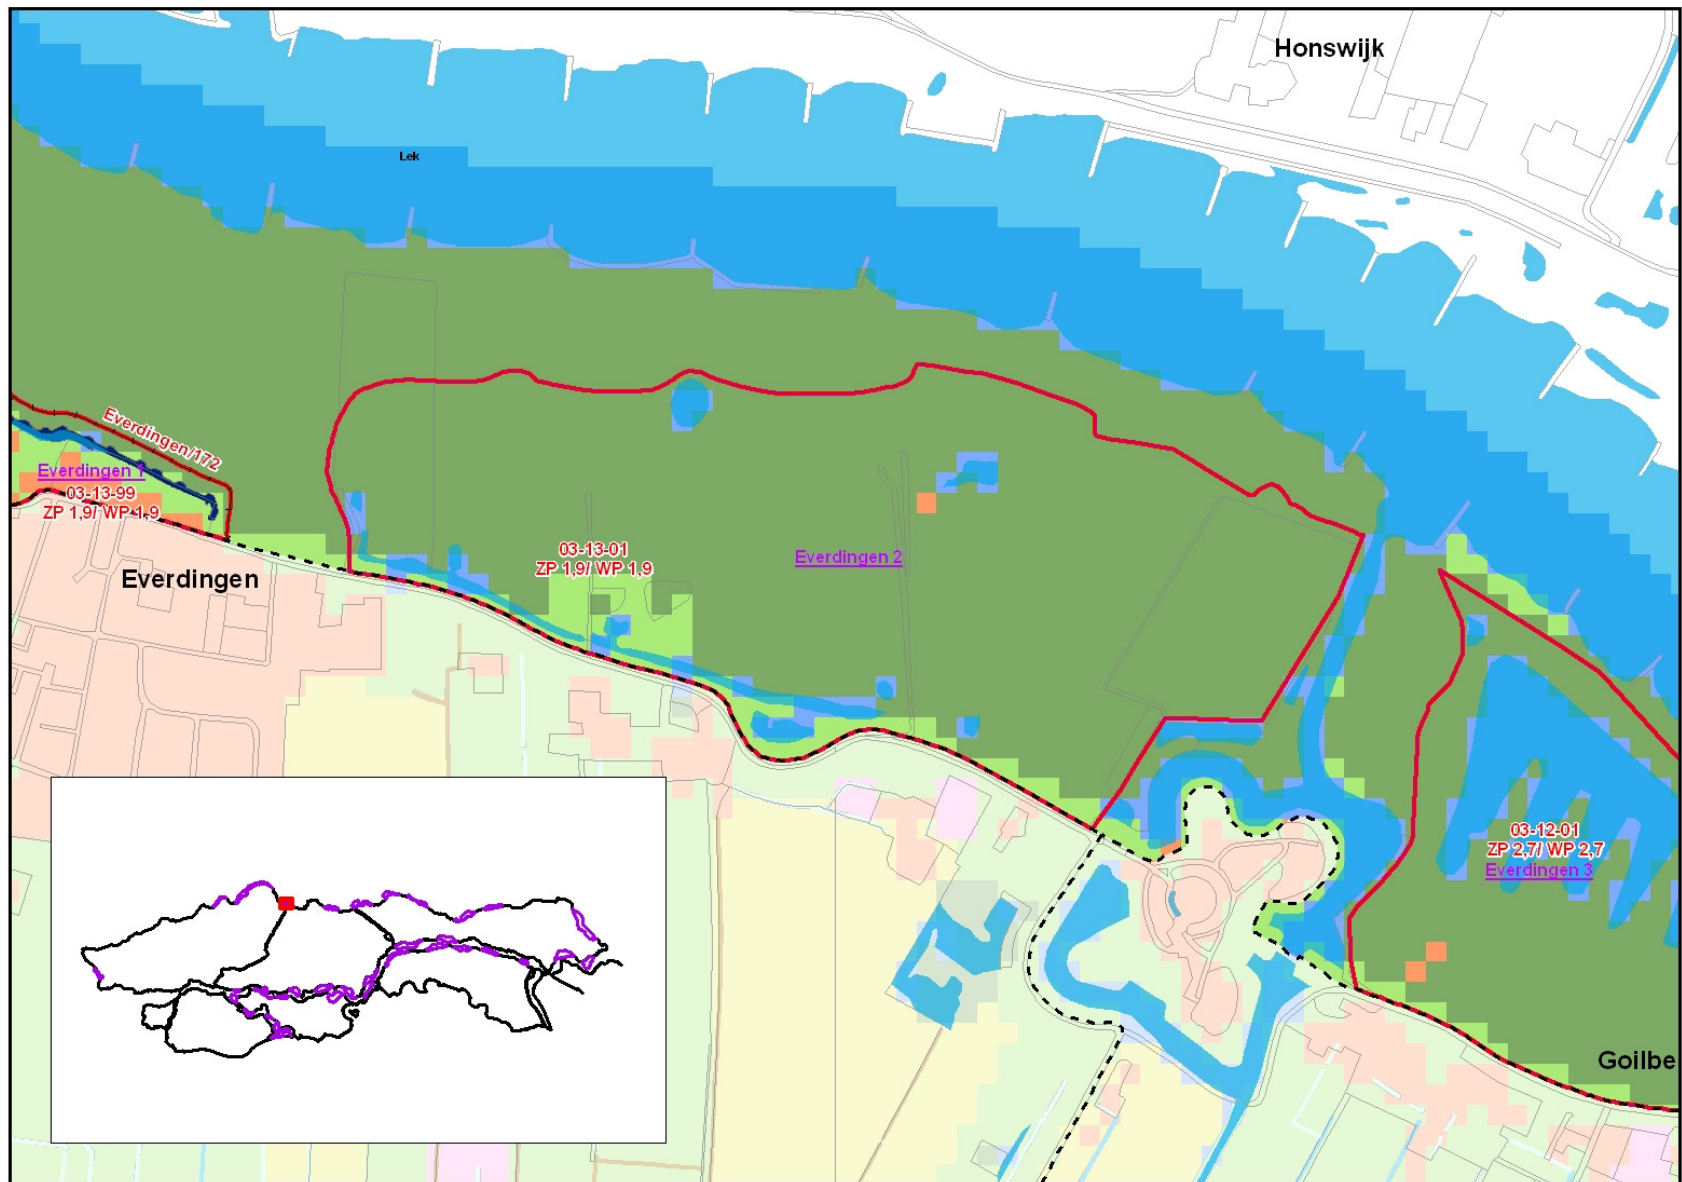 Honswijk
Lek
Everdingen/172
Everdingen 1
03-13-99
ZP 1,9/ WP 1,9
Everdingen
03-13-01
ZP 1,9/ WP 1,9
Everdingen 2
03-12-01
ZP 2,7/ WP 2,7
Everdingen 3
Goilbe